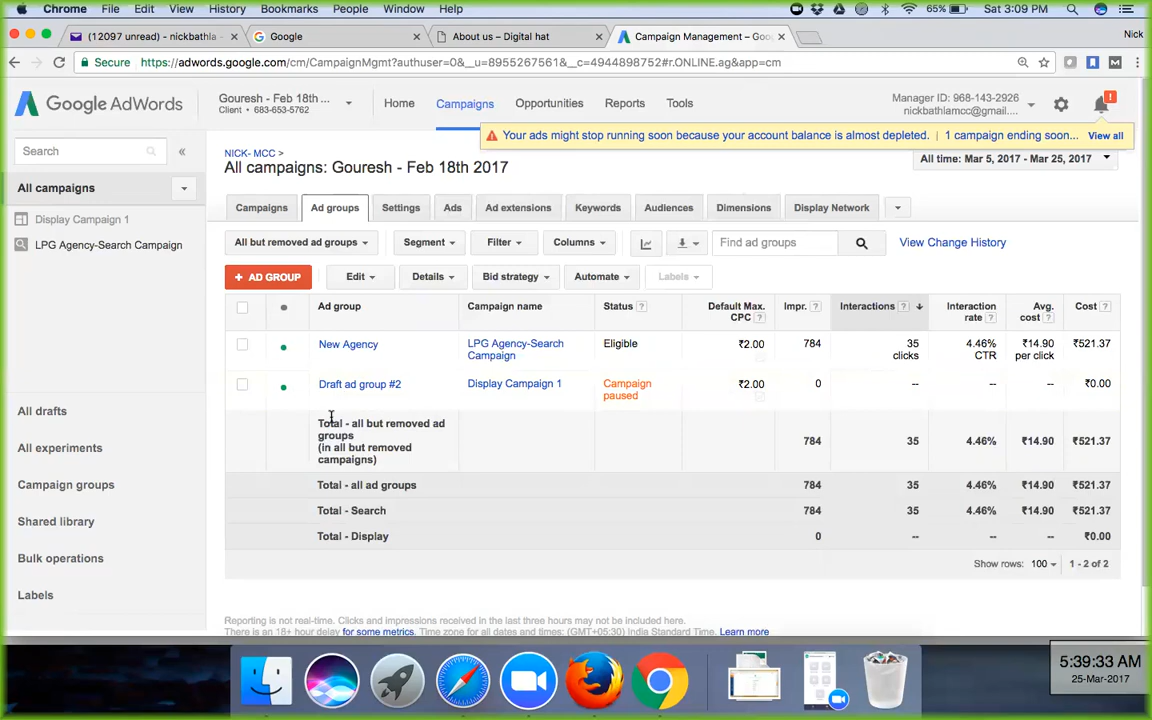 Chrome File Edit View History Bookmarks People Window Help 65% Sat 3:09 PM
(12097 unread) - nickbathla × Google × About us – Digital hat × Campaign Management – Goo × Nick
Secure https://adwords.google.com/cm/CampaignMgmt?authuser=0&__u=8955267561&__c=4944898752#r.ONLINE.ag&app=cm
Google AdWords
Gouresh - Feb 18th ...
Client • 683-653-5762
Home Campaigns Opportunities Reports Tools
Manager ID: 968-143-2926
nickbathlamcc@gmail....
!
Your ads might stop running soon because your account balance is almost depleted. | 1 campaign ending soon... View all
Search «
All campaigns
Display Campaign 1
LPG Agency-Search Campaign
All drafts
All experiments
Campaign groups
Shared library
Bulk operations
Labels
NICK- MCC >
All campaigns: Gouresh - Feb 18th 2017
All time: Mar 5, 2017 - Mar 25, 2017
Campaigns Ad groups Settings Ads Ad extensions Keywords Audiences Dimensions Display Network
All but removed ad groups Segment Filter Columns Find ad groups View Change History
+ AD GROUP Edit Details Bid strategy Automate Labels
Ad group Campaign name Status ? Default Max. CPC ? Impr. ? Interactions ? ↓ Interaction rate ? Avg. cost ? Cost ?
New Agency LPG Agency-Search Campaign Eligible ₹2.00 784 35 clicks 4.46% CTR ₹14.90 per click ₹521.37
Draft ad group #2 Display Campaign 1 Campaign paused ₹2.00 0 -- -- -- ₹0.00
Total - all but removed ad groups (in all but removed campaigns) 784 35 4.46% ₹14.90 ₹521.37
Total - all ad groups 784 35 4.46% ₹14.90 ₹521.37
Total - Search 784 35 4.46% ₹14.90 ₹521.37
Total - Display 0 -- -- -- ₹0.00
Show rows: 100 1 - 2 of 2
Reporting is not real-time. Clicks and impressions received in the last three hours may not be included here.
There is an 18+ hour delay for some metrics. Time zone for all dates and times: (GMT+05:30) India Standard Time. Learn more
5:39:33 AM
25-Mar-2017